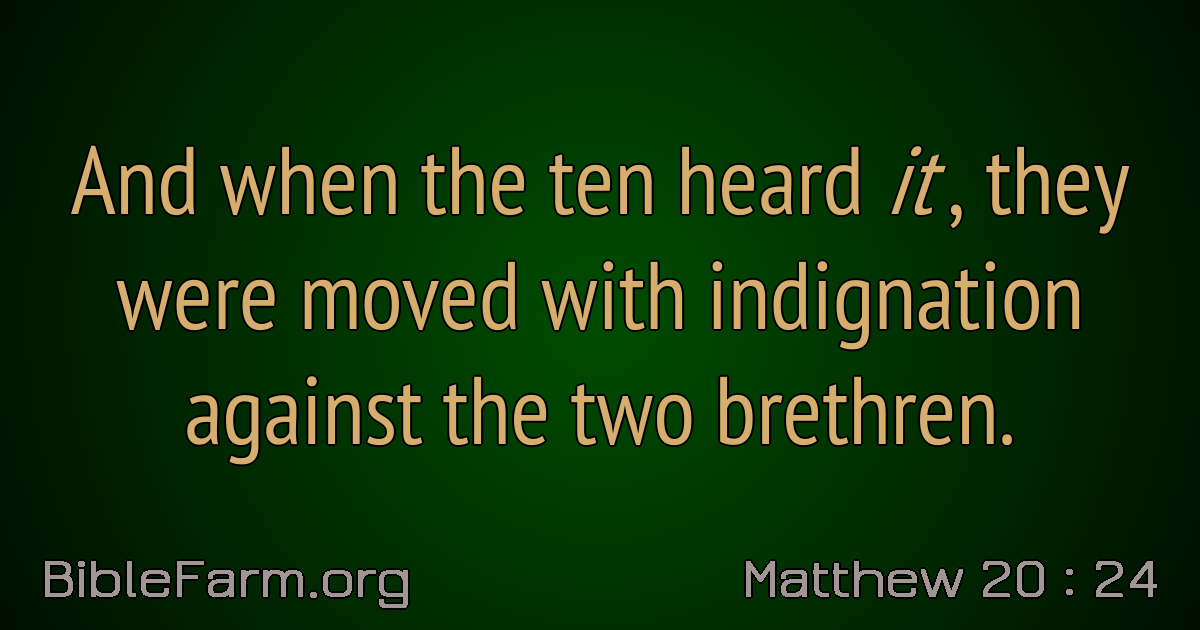 And when the ten heard it, they
were moved with indignation
against the two brethren.
BibleFarm.org
Matthew 20 : 24